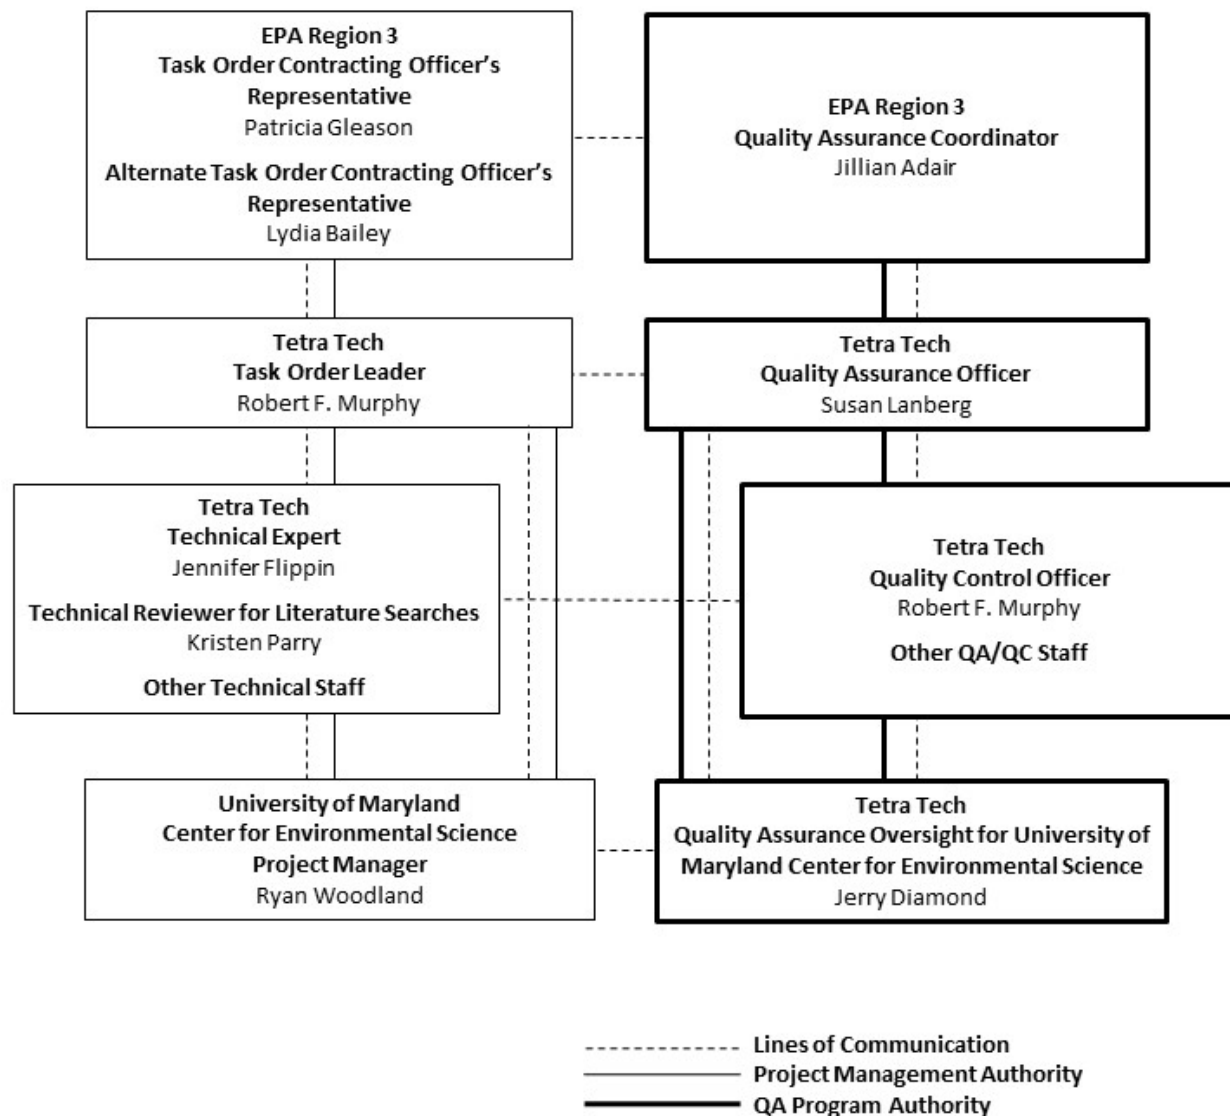 EPA Region 3
Task Order Contracting Officer's
Representative
Patricia Gleason
Alternate Task Order Contracting Officer's
Representative
Lydia Bailey
EPA Region 3
Quality Assurance Coordinator
Jillian Adair
Tetra Tech
Task Order Leader
Robert F. Murphy
Tetra Tech
Quality Assurance Officer
Susan Lanberg
Tetra Tech
Technical Expert
Jennifer Flippin
Technical Reviewer for Literature Searches
Kristen Parry
Other Technical Staff
Tetra Tech
Quality Control Officer
Robert F. Murphy
Other QA/QC Staff
University of Maryland
Center for Environmental Science
Project Manager
Ryan Woodland
Tetra Tech
Quality Assurance Oversight for University of
Maryland Center for Environmental Science
Jerry Diamond
Lines of Communication
Project Management Authority
QA Program Authority